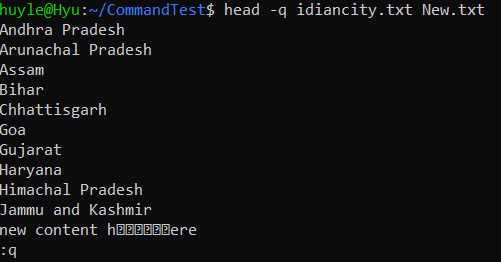 huyle@Hyu:~/CommandTest$ head -q idiancity.txt New.txt
Andhra Pradesh
Arunachal Pradesh
Assam
Bihar
Chhattisgarh
Goa
Gujarat
Haryana
Himachal Pradesh
Jammu and Kashmir
new content h⍰⍰⍰⍰⍰⍰ere
:q